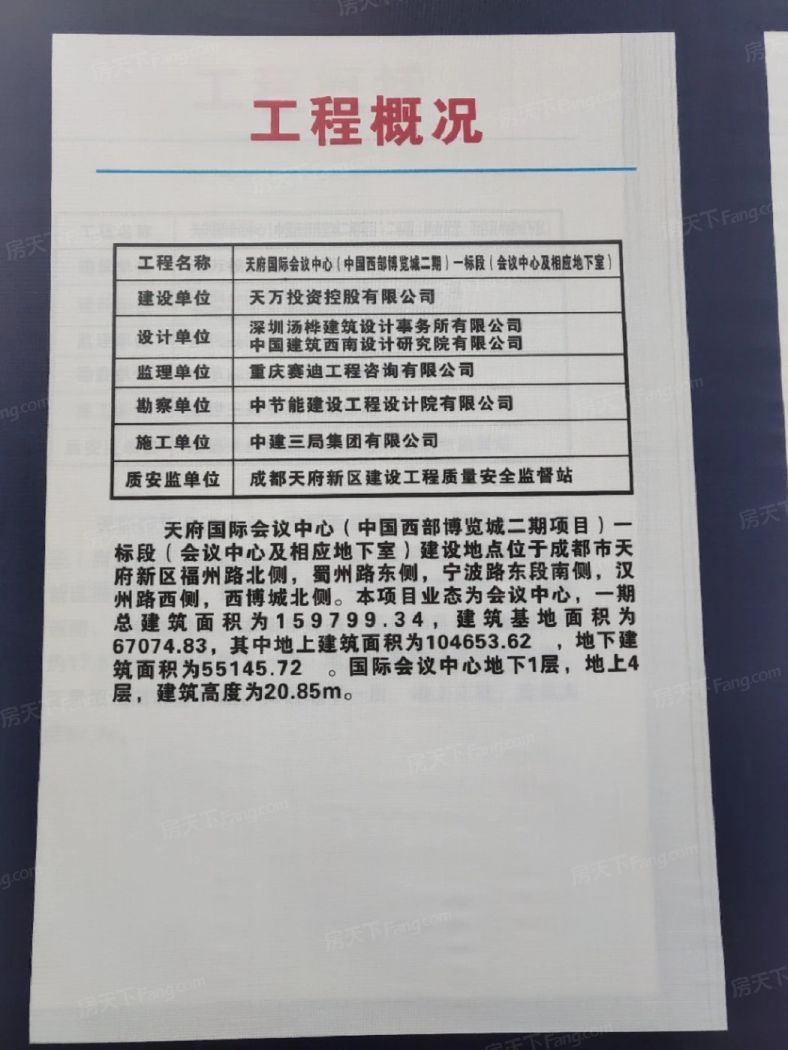 工程概况
工程名称 天府国际会议中心（中国西部博览城二期）一标段（会议中心及相应地下室）
建设单位 天万投资控股有限公司
设计单位 深圳汤桦建筑设计事务所有限公司
中国建筑西南设计研究院有限公司
监理单位 重庆赛迪工程咨询有限公司
勘察单位 中节能建设工程设计院有限公司
施工单位 中建三局集团有限公司
质安监单位 成都天府新区建设工程质量安全监督站
天府国际会议中心（中国西部博览城二期项目）一
标段（会议中心及相应地下室）建设地点位于成都市天
府新区福州路北侧，蜀州路东侧，宁波路东段南侧，汉
州路西侧，西博城北侧。本项目业态为会议中心，一期
总建筑面积为159799.34，建筑基地面积为
67074.83，其中地上建筑面积为104653.62 ，地下建
筑面积为55145.72 。国际会议中心地下1层，地上4
层，建筑高度为20.85m。
房天下Fang.com